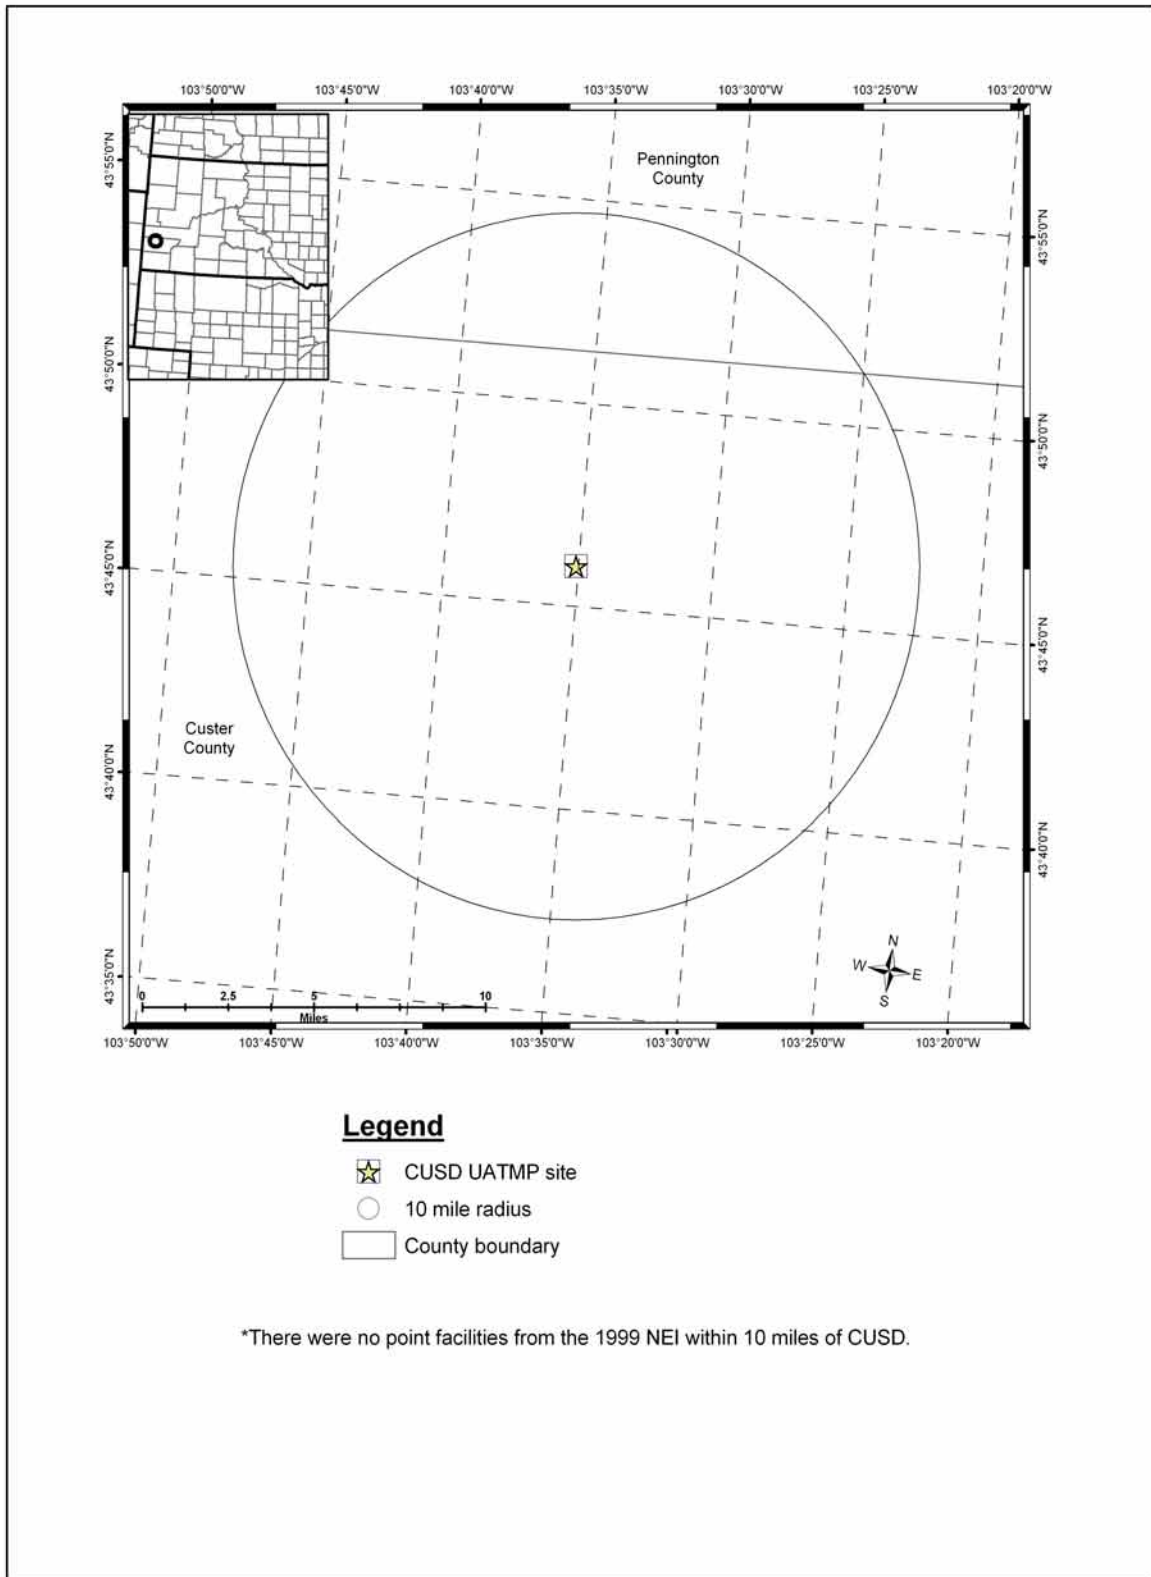 103°50'0"W 103°45'0"W 103°40'0"W 103°35'0"W 103°30'0"W 103°25'0"W 103°20'0"W
43°55'0"N
Pennington
County
43°55'0"N
43°50'0"N
43°50'0"N
43°45'0"N
43°45'0"N
Custer
County
43°40'0"N
43°40'0"N
N
W E
S
43°35'0"N
0 2.5 5 10
Miles
103°50'0"W 103°45'0"W 103°40'0"W 103°35'0"W 103°30'0"W 103°25'0"W 103°20'0"W
Legend
CUSD UATMP site
10 mile radius
County boundary
*There were no point facilities from the 1999 NEI within 10 miles of CUSD.